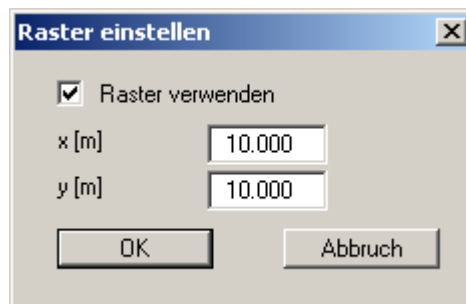 Raster einstellen
Raster verwenden
x [m] 10.000
y [m] 10.000
OK Abbruch